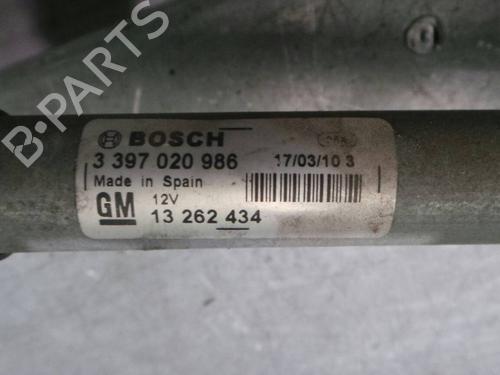 B-PARTS
BOSCH
3 397 020 986 17/03/10 3
Made in Spain
GM 12V
13 262 434